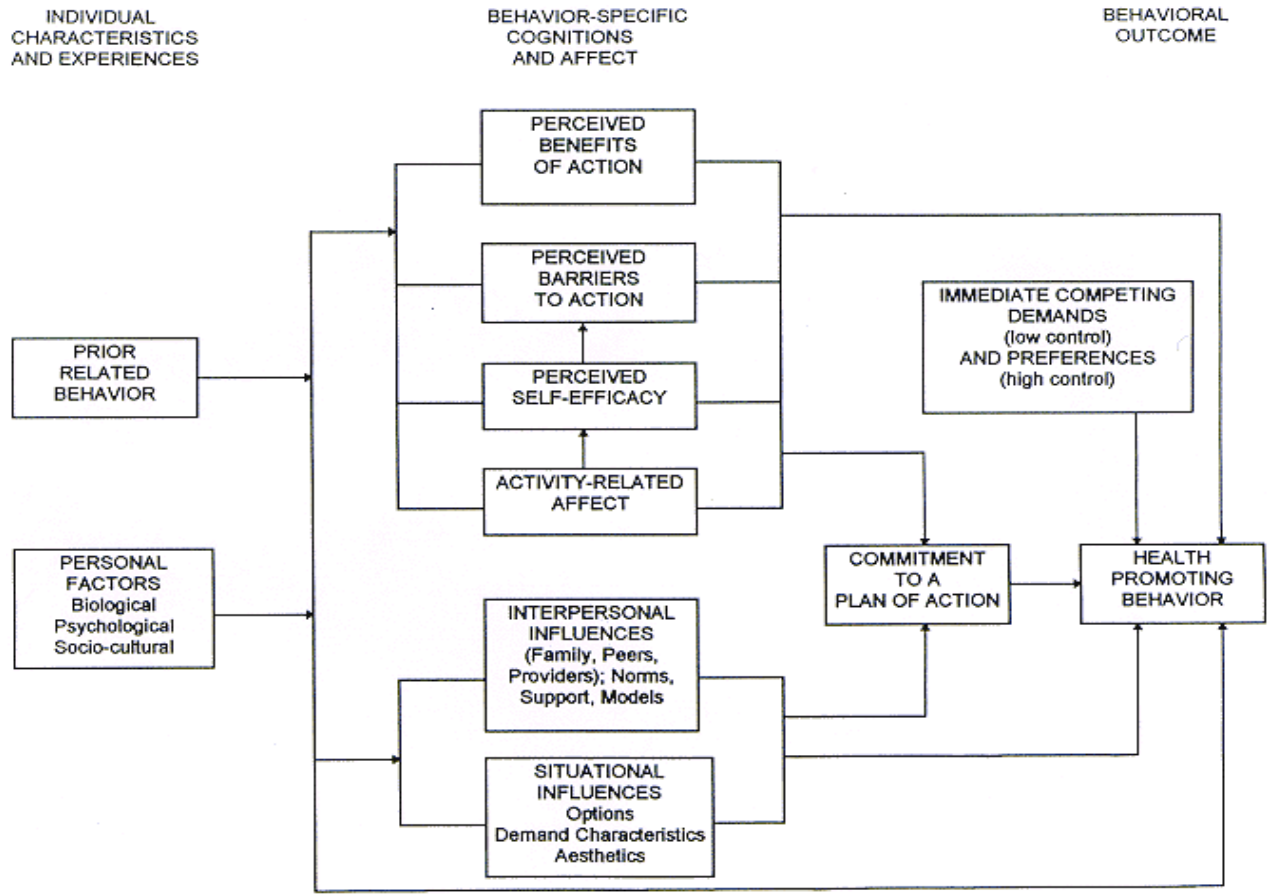 INDIVIDUAL
CHARACTERISTICS
AND EXPERIENCES
BEHAVIOR-SPECIFIC
COGNITIONS
AND AFFECT
BEHAVIORAL
OUTCOME
PERCEIVED
BENEFITS
OF ACTION
PERCEIVED
BARRIERS
TO ACTION
PERCEIVED
SELF-EFFICACY
ACTIVITY-RELATED
AFFECT
PRIOR
RELATED
BEHAVIOR
PERSONAL
FACTORS
Biological
Psychological
Socio-cultural
INTERPERSONAL
INFLUENCES
(Family, Peers,
Providers); Norms,
Support, Models
SITUATIONAL
INFLUENCES
Options
Demand Characteristics
Aesthetics
IMMEDIATE COMPETING
DEMANDS
(low control)
AND PREFERENCES
(high control)
COMMITMENT
TO A
PLAN OF ACTION
HEALTH
PROMOTING
BEHAVIOR